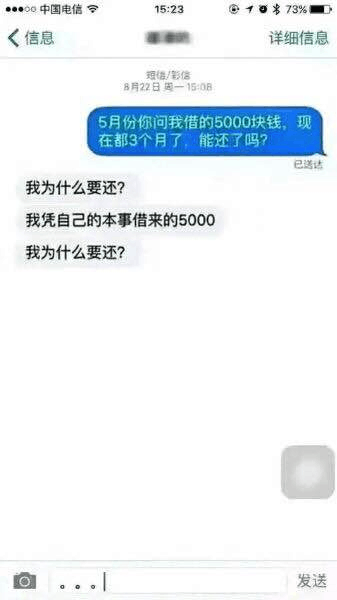 中国电信 15:23 73%
信息 详细信息
短信/彩信
8月22日 周一 15:08
5月份你问我借的5000块钱，现
在都3个月了，能还了吗？
已送达
我为什么要还？
我凭自己的本事借来的5000
我为什么要还？
。。。
发送